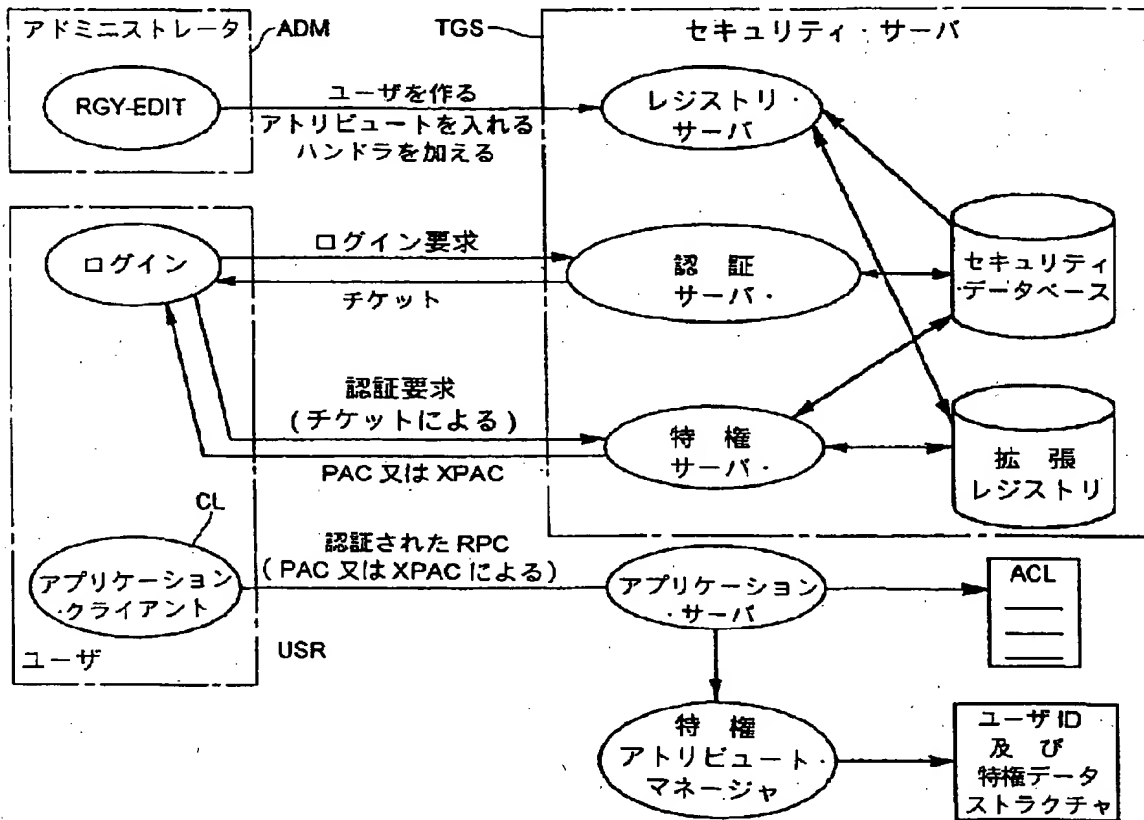 アドミニストレータ
ADM
TGS
セキュリティ・サーバ
RGY-EDIT
ユーザを作る
アトリビュートを入れる
ハンドラを加える
レジストリ・
サーバ
ログイン
ログイン要求
チケット
認証
サーバ・
セキュリティ
・データベース
認証要求
(チケットによる)
PAC 又は XPAC
特権
サーバ・
拡張
レジストリ
CL
アプリケーション
・クライアント
ユーザ
USR
認証された RPC
(PAC 又は XPAC による)
アプリケーション
・サーバ
ACL
特権
アトリビュート・
マネージャ
ユーザ ID
及び
特権データ
ストラクチャ